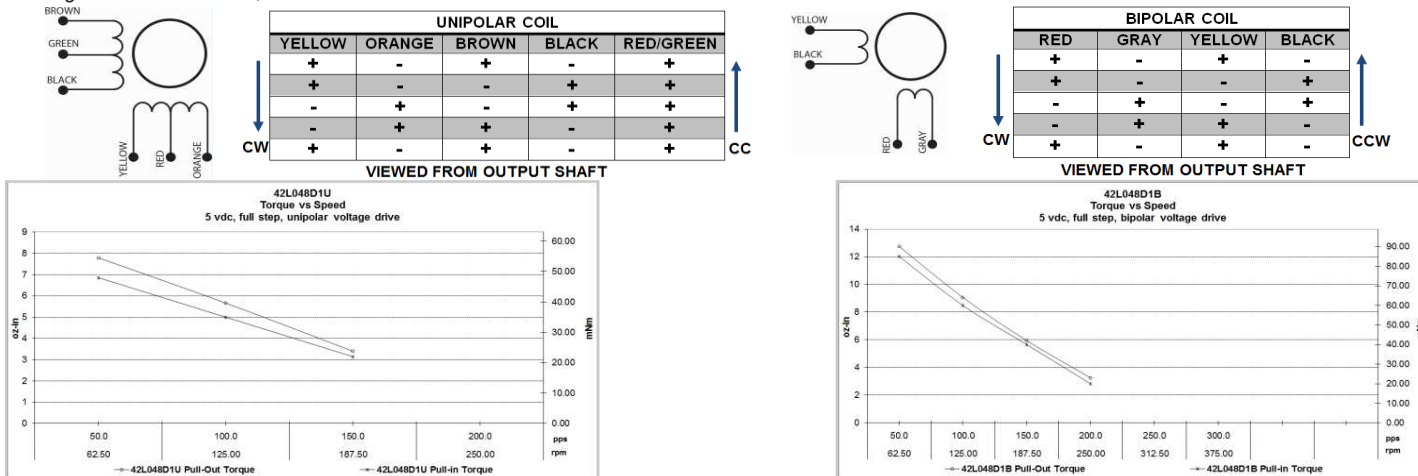 BROWN
GREEN
BLACK
YELLOW
RED
ORANGE
UNIPOLAR COIL
YELLOW ORANGE BROWN BLACK RED/GREEN
+ - + - +
+ - - + +
- + - + +
- + + - +
+ - + - +
CW
CC
VIEWED FROM OUTPUT SHAFT
YELLOW
BLACK
RED
GRAY
BIPOLAR COIL
RED GRAY YELLOW BLACK
+ - + -
+ - - +
- + - +
- + + -
+ - + -
CW
CCW
VIEWED FROM OUTPUT SHAFT
42L048D1U
Torque vs Speed
5 vdc, full step, unipolar voltage drive
9
8
7
6
5
4
3
2
1
0
oz-in
60.00
50.00
40.00
30.00
20.00
10.00
0.00
mNm
50.0 100.0 150.0 200.0 pps
62.50 125.00 187.50 250.00 rpm
42L048D1U Pull-Out Torque 42L048D1U Pull-in Torque
42L048D1B
Torque vs Speed
5 vdc, full step, bipolar voltage drive
14
12
10
8
6
4
2
0
oz-in
90.00
80.00
70.00
60.00
50.00
40.00
30.00
20.00
10.00
0.00
50.0 100.0 150.0 200.0 250.0 300.0 pps
62.50 125.00 187.50 250.00 312.50 375.00 rpm
42L048D1B Pull-Out Torque 42L048D1B Pull-in Torque